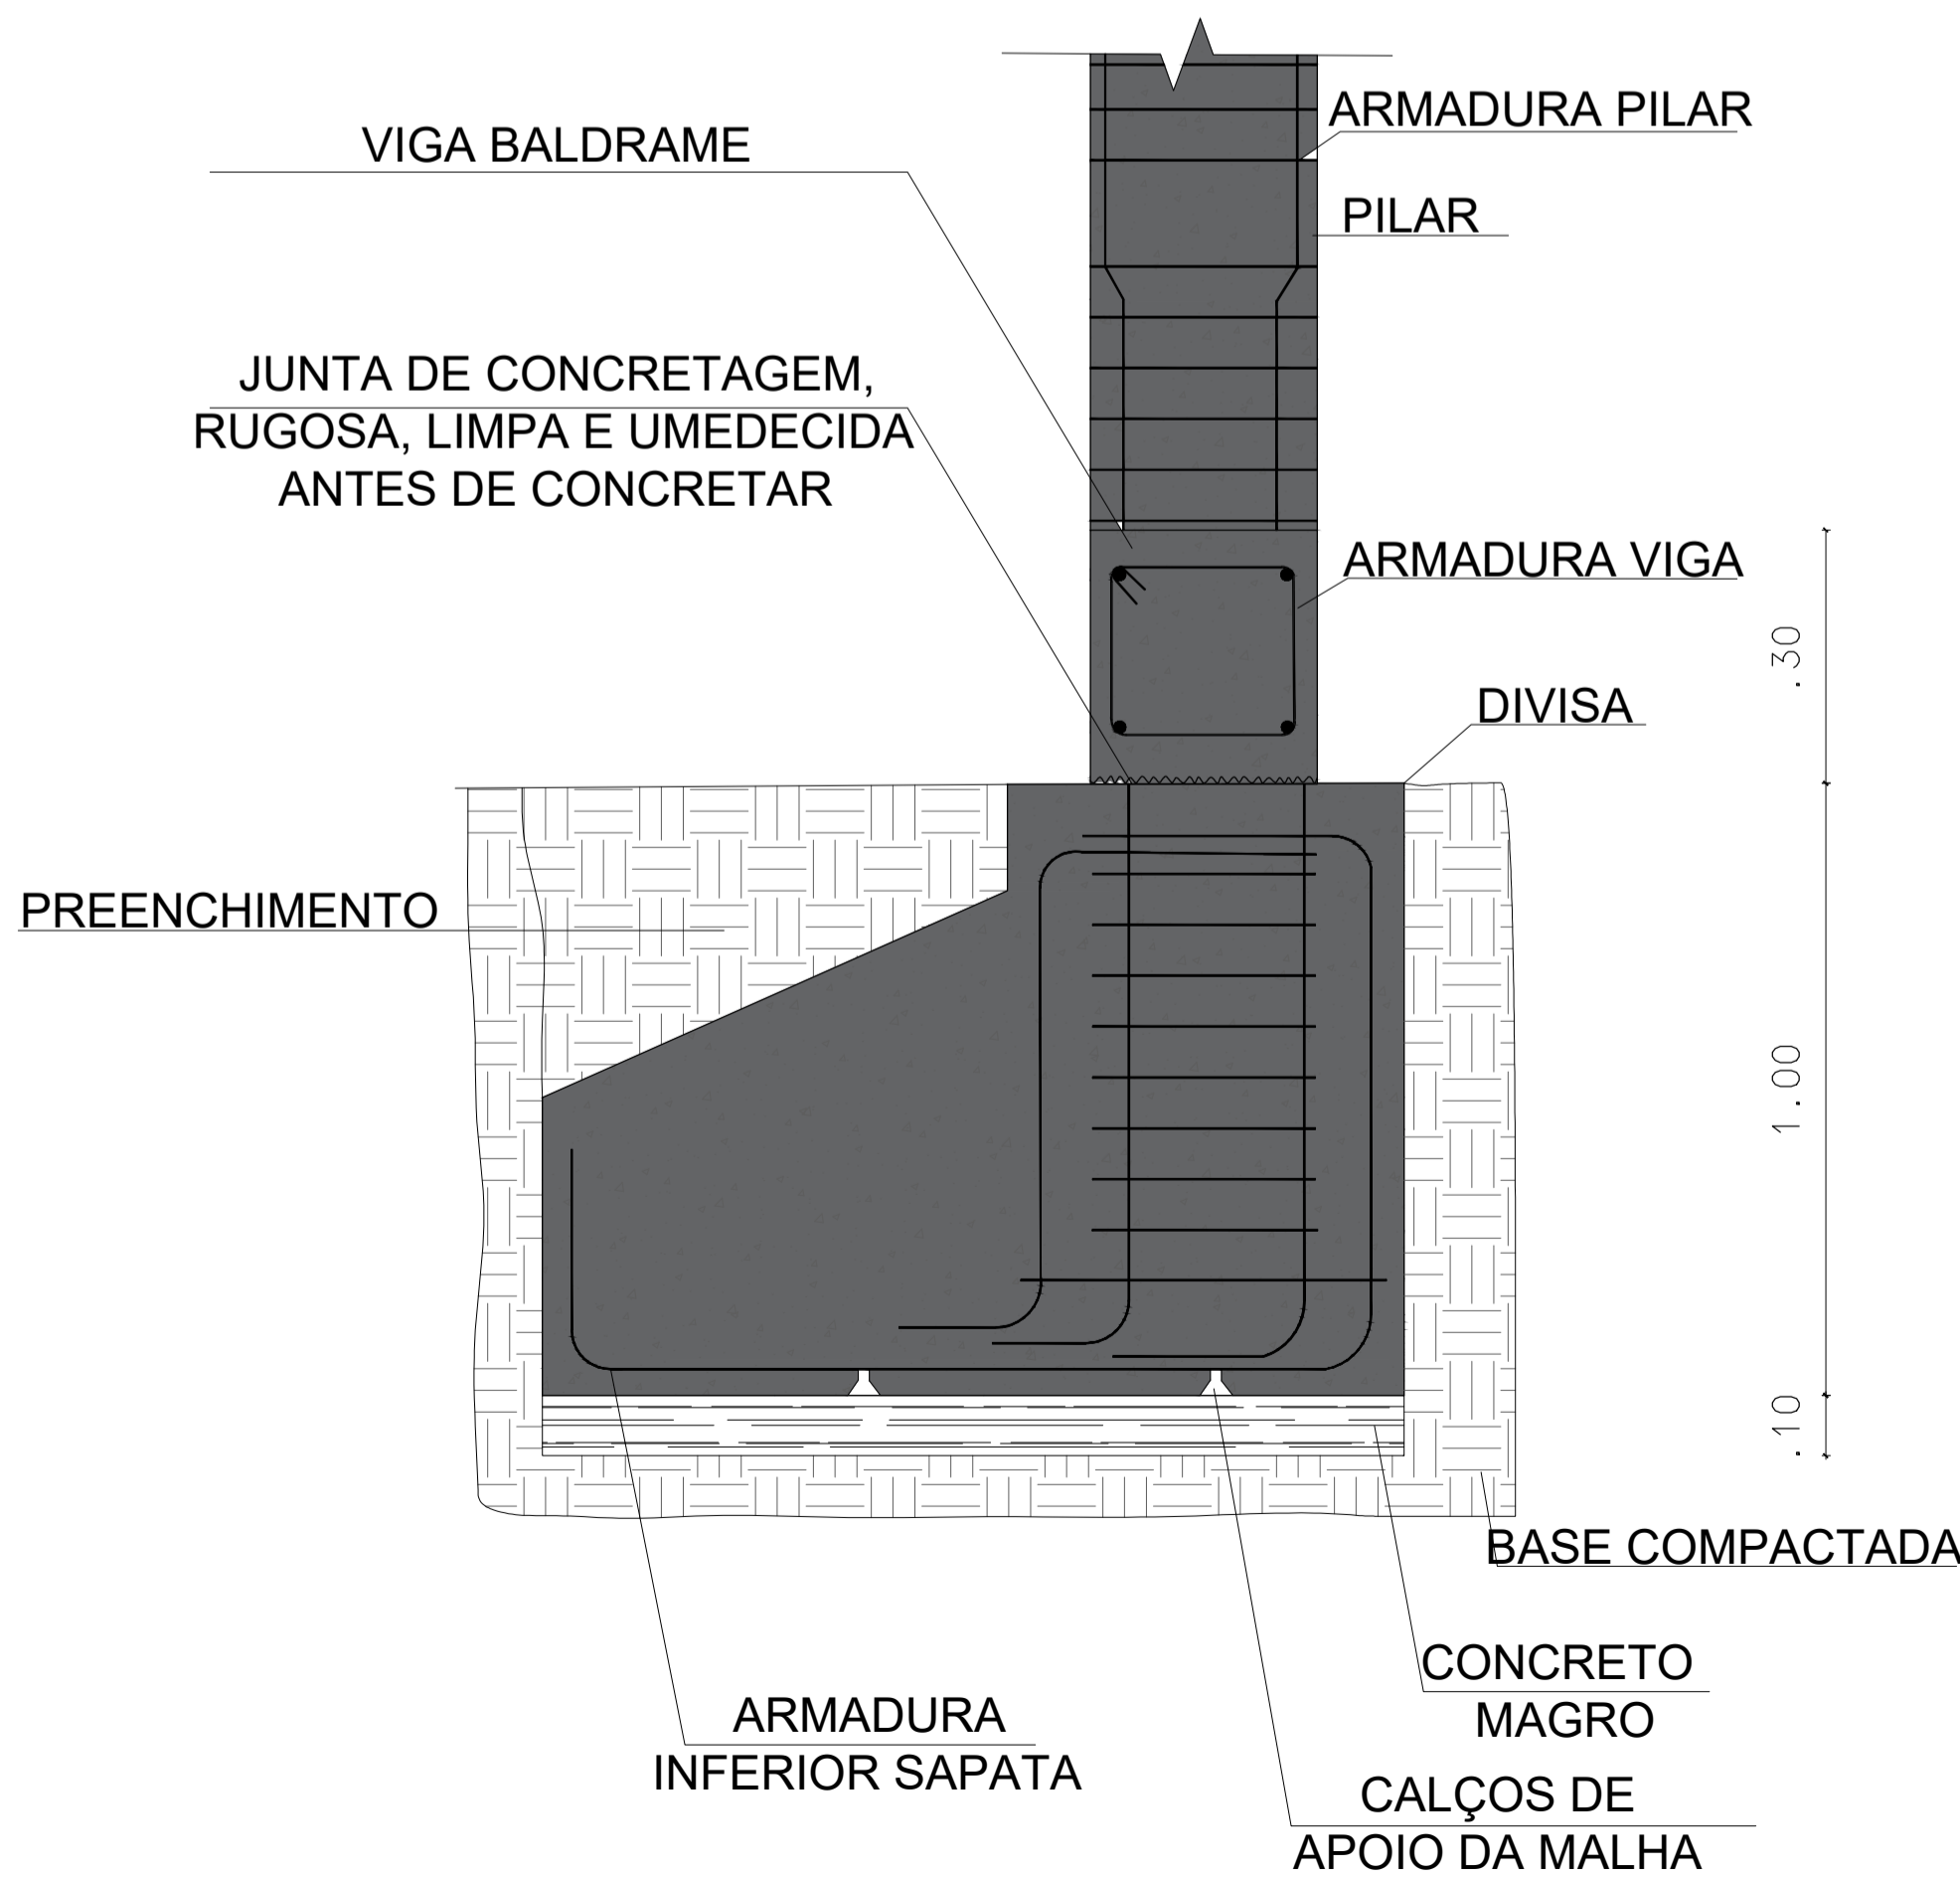 ARMADURA PILAR
VIGA BALDRAME
PILAR
JUNTA DE CONCRETAGEM,
RUGOSA, LIMPA E UMEDECIDA
ANTES DE CONCRETAR
ARMADURA VIGA
.30
DIVISA
PREENCHIMENTO
1.00
.10
BASE COMPACTADA
CONCRETO
MAGRO
ARMADURA
INFERIOR SAPATA
CALÇOS DE
APOIO DA MALHA